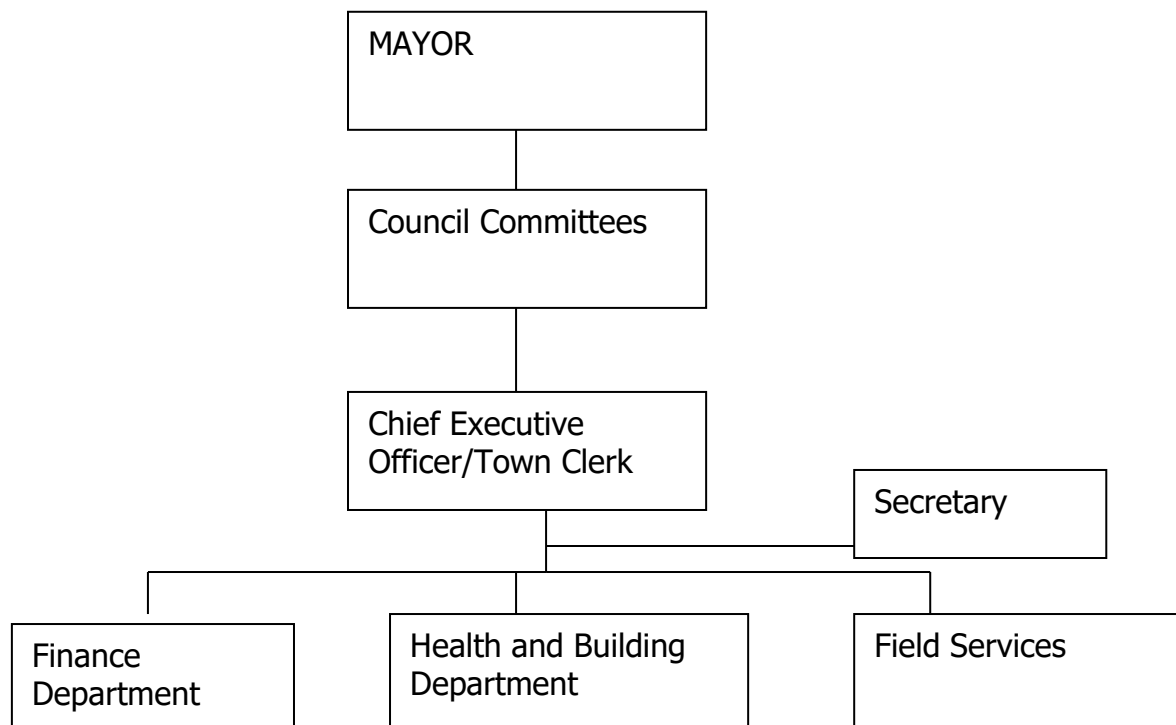 MAYOR
Council Committees
Chief Executive
Officer/Town Clerk
Secretary
Finance
Department
Health and Building
Department
Field Services